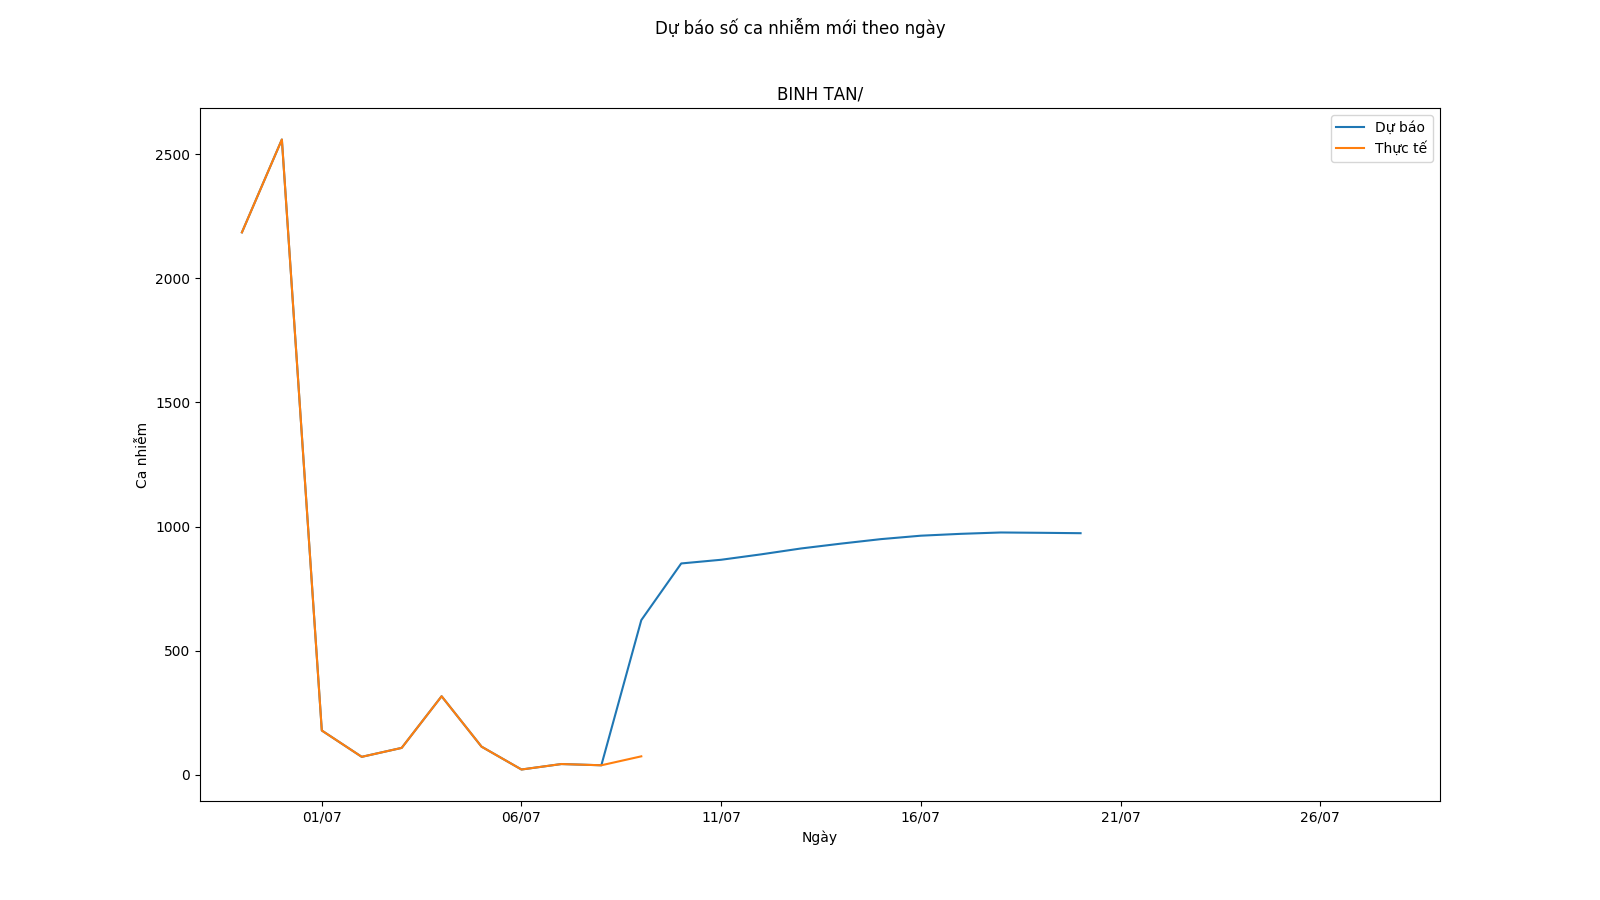 Dự báo số ca nhiễm mới theo ngày
BINH TAN/
Dự báo
Thực tế
2500
2000
1500
1000
500
0
Ca nhiễm
01/07
06/07
11/07
16/07
21/07
26/07
Ngày